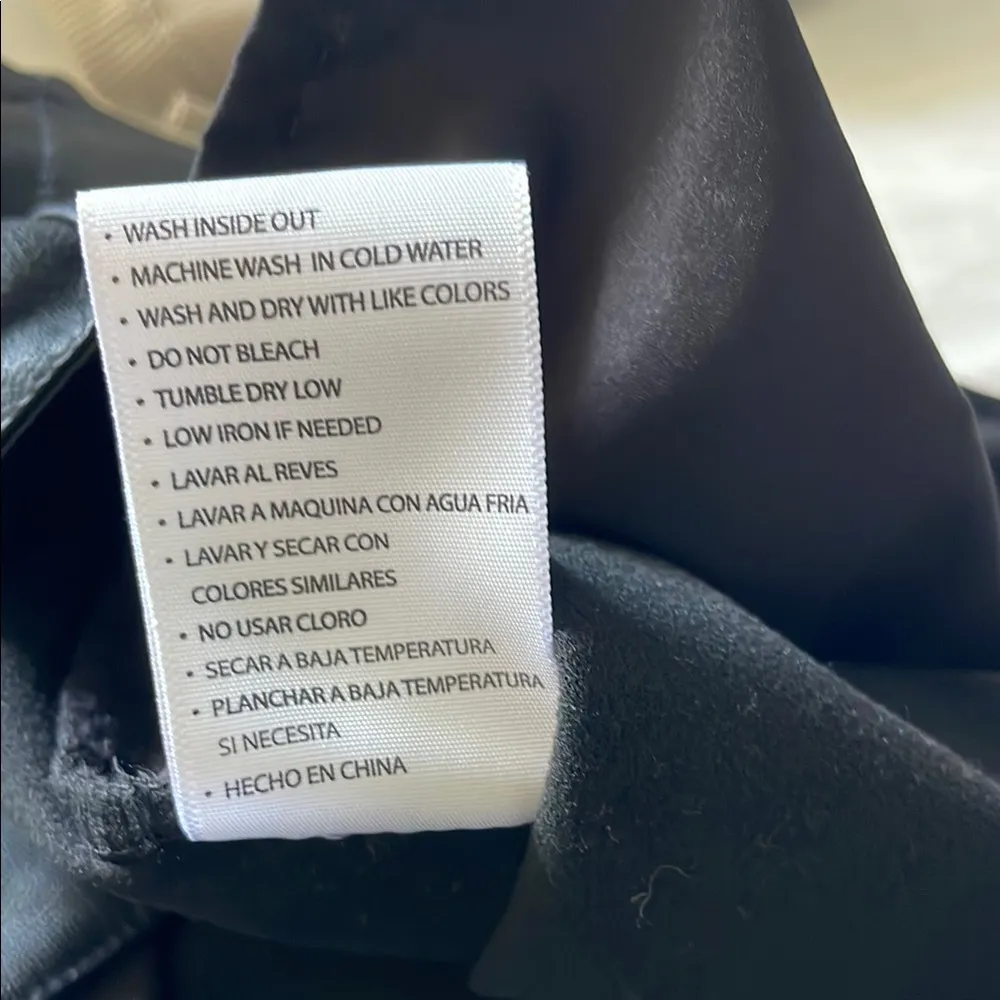 • WASH INSIDE OUT
• MACHINE WASH IN COLD WATER
• WASH AND DRY WITH LIKE COLORS
• DO NOT BLEACH
• TUMBLE DRY LOW
• LOW IRON IF NEEDED
• LAVAR AL REVES
• LAVAR A MAQUINA CON AGUA FRIA
• LAVAR Y SECAR CON
COLORES SIMILARES
• NO USAR CLORO
• SECAR A BAJA TEMPERATURA
• PLANCHAR A BAJA TEMPERATURA
SI NECESITA
• HECHO EN CHINA